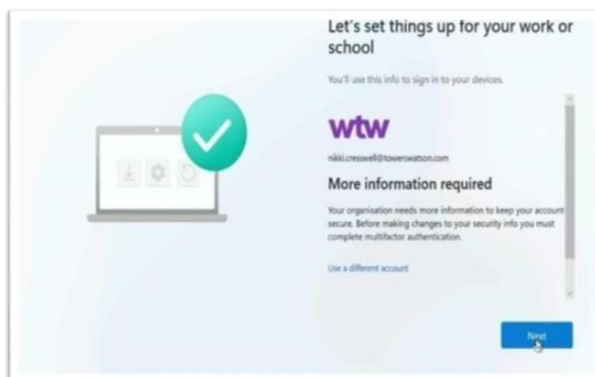 Let's set things up for your work or
school
You'll use this info to sign in to your devices.
wtw
nikki.cresswell@towerswatson.com
More information required
Your organisation needs more information to keep your account
secure. Before making changes to your security info you must
complete multifactor authentication.
Use a different account
Next